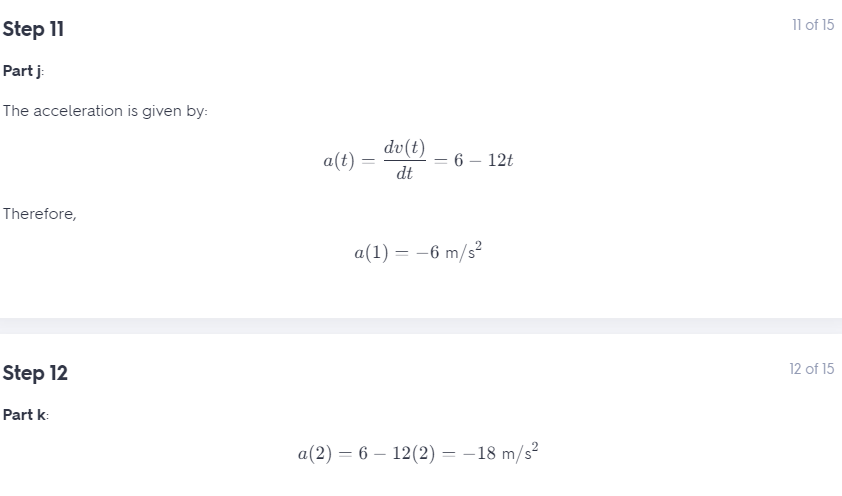 Step 11
11 of 15
Part j:
The acceleration is given by:
a(t) = dv(t)/dt = 6 − 12t
Therefore,
a(1) = −6 m/s²
Step 12
12 of 15
Part k:
a(2) = 6 − 12(2) = −18 m/s²